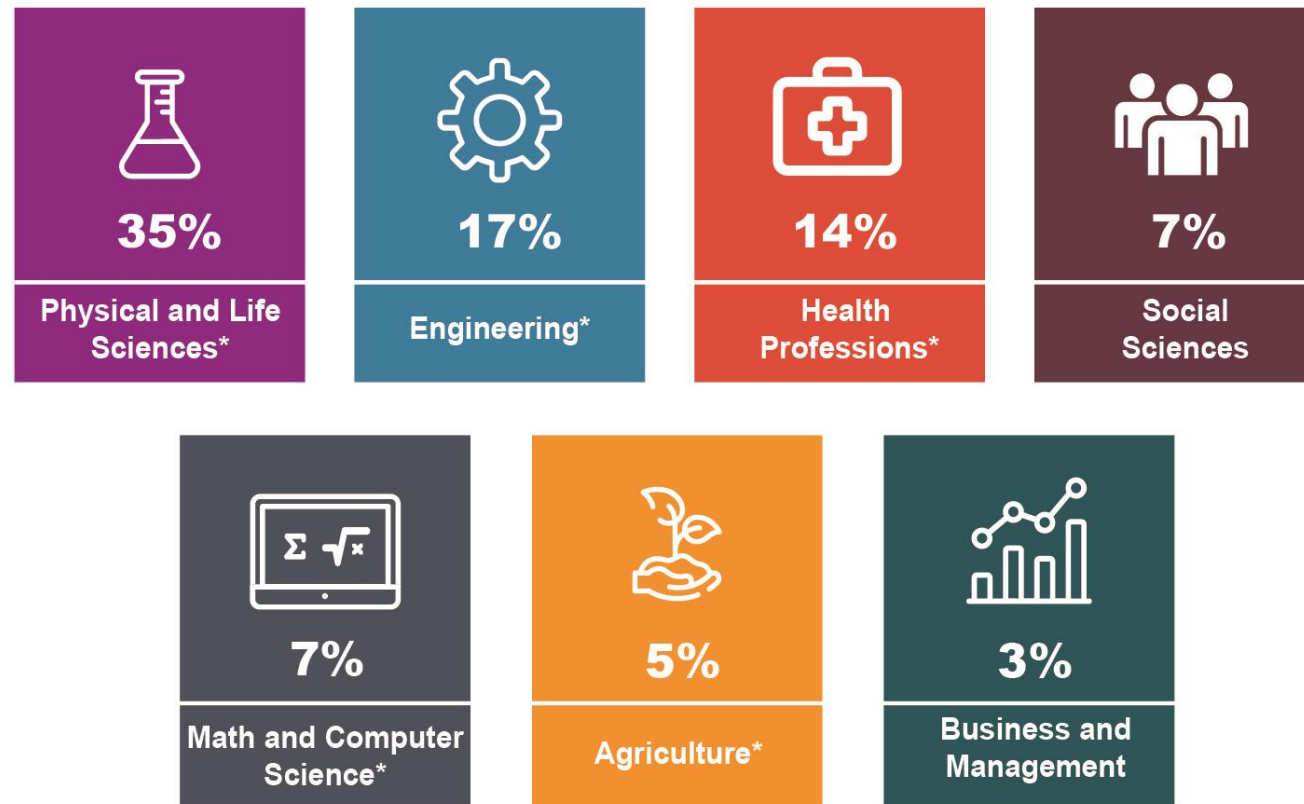 35%
Physical and Life
Sciences*
17%
Engineering*
14%
Health
Professions*
7%
Social
Sciences
Σ √x
7%
Math and Computer
Science*
5%
Agriculture*
3%
Business and
Management